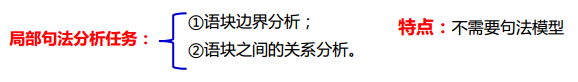 局部句法分析任务：
①语块边界分析；
②语块之间的关系分析。
特点：不需要句法模型